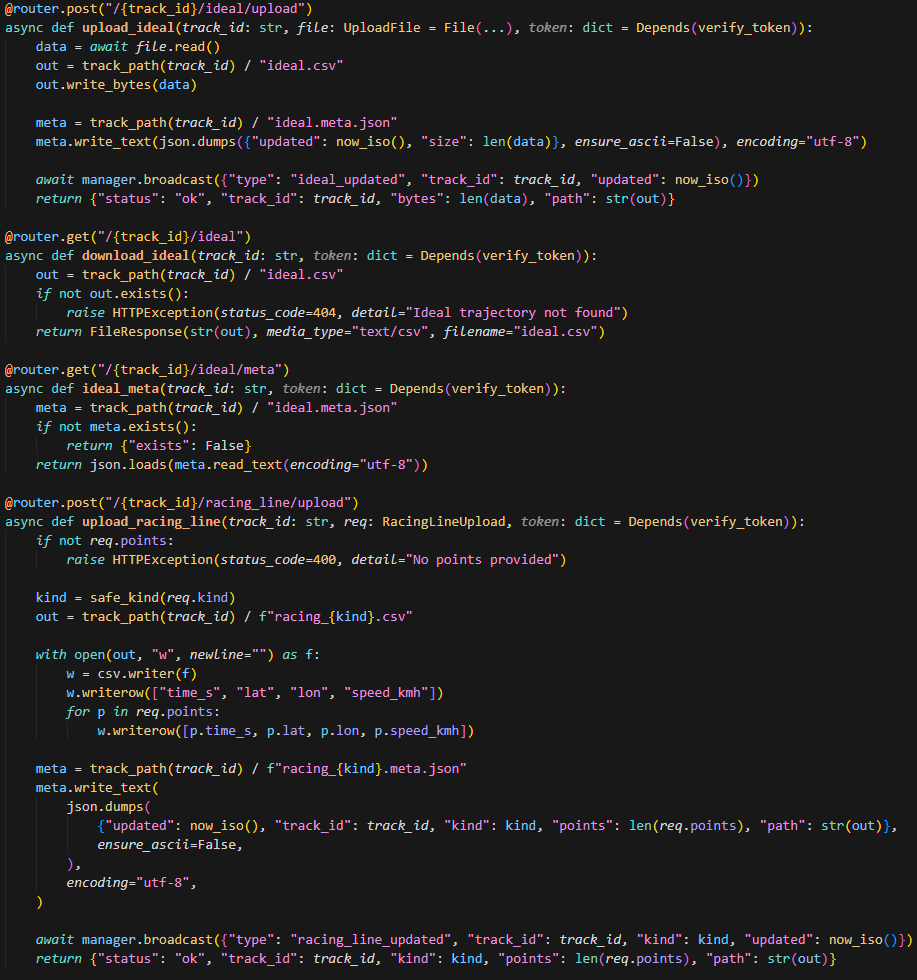 @router.post("/{track_id}/ideal/upload")
async def upload_ideal(track_id: str, file: UploadFile = File(...), token: dict = Depends(verify_token)):
    data = await file.read()
    out = track_path(track_id) / "ideal.csv"
    out.write_bytes(data)

    meta = track_path(track_id) / "ideal.meta.json"
    meta.write_text(json.dumps({"updated": now_iso(), "size": len(data)}, ensure_ascii=False), encoding="utf-8")

    await manager.broadcast({"type": "ideal_updated", "track_id": track_id, "updated": now_iso()})
    return {"status": "ok", "track_id": track_id, "bytes": len(data), "path": str(out)}

@router.get("/{track_id}/ideal")
async def download_ideal(track_id: str, token: dict = Depends(verify_token)):
    out = track_path(track_id) / "ideal.csv"
    if not out.exists():
        raise HTTPException(status_code=404, detail="Ideal trajectory not found")
    return FileResponse(str(out), media_type="text/csv", filename="ideal.csv")

@router.get("/{track_id}/ideal/meta")
async def ideal_meta(track_id: str, token: dict = Depends(verify_token)):
    meta = track_path(track_id) / "ideal.meta.json"
    if not meta.exists():
        return {"exists": False}
    return json.loads(meta.read_text(encoding="utf-8"))

@router.post("/{track_id}/racing_line/upload")
async def upload_racing_line(track_id: str, req: RacingLineUpload, token: dict = Depends(verify_token)):
    if not req.points:
        raise HTTPException(status_code=400, detail="No points provided")

    kind = safe_kind(req.kind)
    out = track_path(track_id) / f"racing_{kind}.csv"

    with open(out, "w", newline="") as f:
        w = csv.writer(f)
        w.writerow(["time_s", "lat", "lon", "speed_kmh"])
        for p in req.points:
            w.writerow([p.time_s, p.lat, p.lon, p.speed_kmh])

    meta = track_path(track_id) / f"racing_{kind}.meta.json"
    meta.write_text(
        json.dumps(
            {"updated": now_iso(), "track_id": track_id, "kind": kind, "points": len(req.points), "path": str(out)},
            ensure_ascii=False,
        ),
        encoding="utf-8",
    )

    await manager.broadcast({"type": "racing_line_updated", "track_id": track_id, "kind": kind, "updated": now_iso()})
    return {"status": "ok", "track_id": track_id, "kind": kind, "points": len(req.points), "path": str(out)}